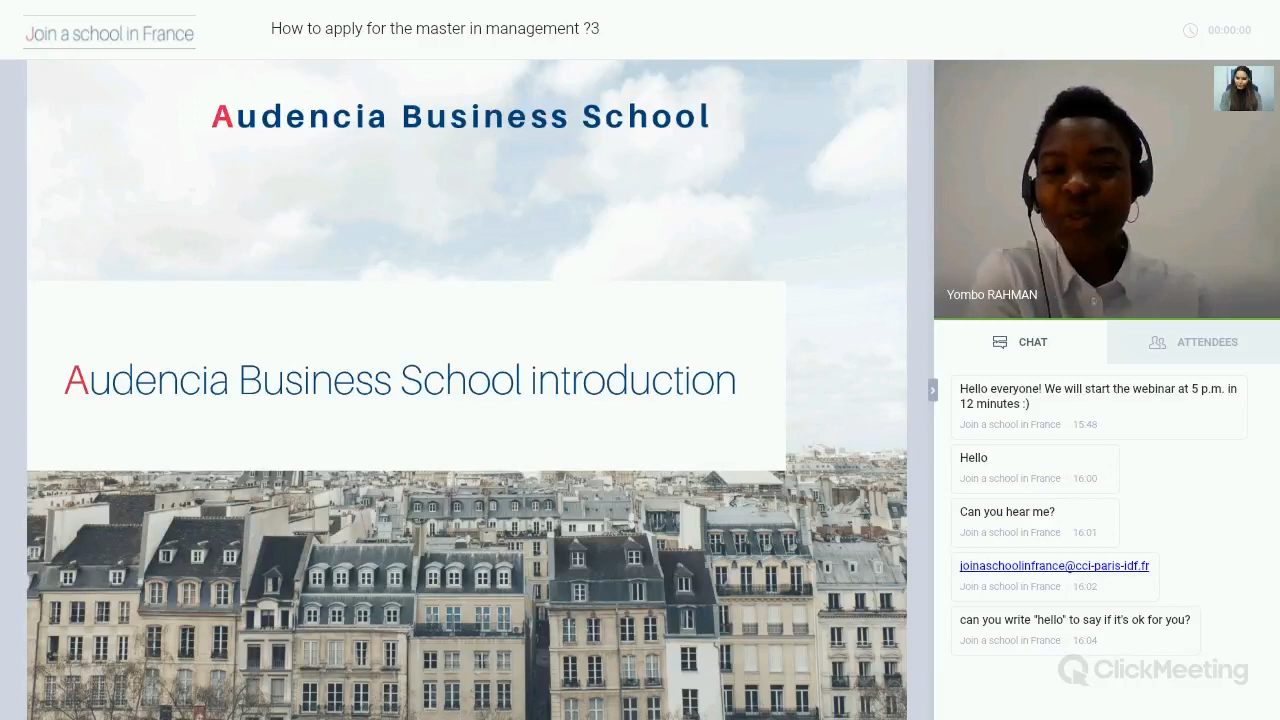 Join a school in France
How to apply for the master in management ?3
00:00:00
Audencia Business School
Audencia Business School introduction
Yombo RAHMAN
CHAT
ATTENDEES
Hello everyone! We will start the webinar at 5 p.m. in
12 minutes :)
Join a school in France 15:48
Hello
Join a school in France 16:00
Can you hear me?
Join a school in France 16:01
joinaschoolinfrance@cci-paris-idf.fr
Join a school in France 16:02
can you write "hello" to say if it's ok for you?
Join a school in France 16:04
ClickMeeting